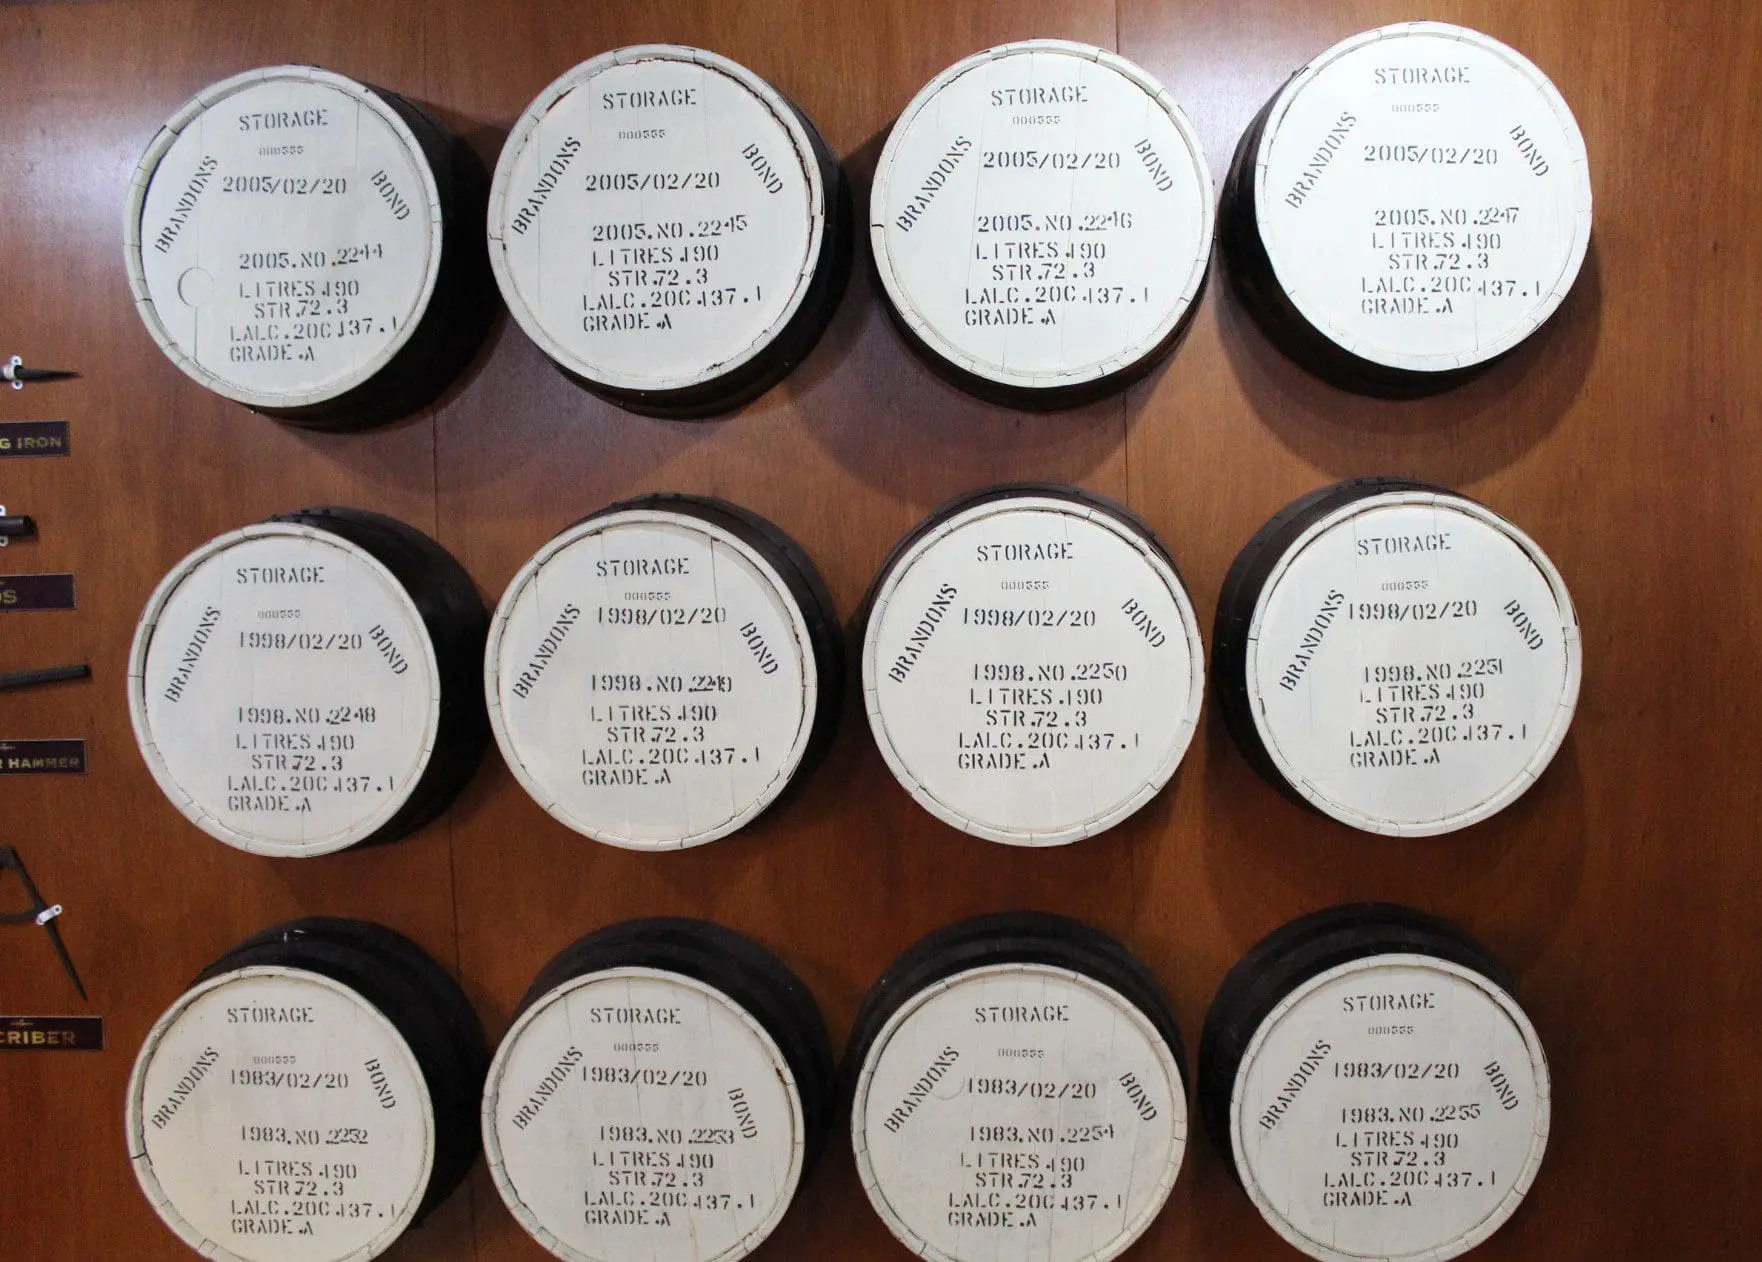 STORAGE
000555
BRANDONS
BOND
2005/02/20
2005.NO.2244
LITRES.190
STR.72.3
LALC.20C.137.1
GRADE.A
STORAGE
000555
BRANDONS
BOND
2005/02/20
2005.NO.2245
LITRES.190
STR.72.3
LALC.20C.137.1
GRADE.A
STORAGE
000555
BRANDONS
BOND
2005/02/20
2005.NO.2246
LITRES.190
STR.72.3
LALC.20C.137.1
GRADE.A
STORAGE
000555
BRANDONS
BOND
2005/02/20
2005.NO.2247
LITRES.190
STR.72.3
LALC.20C.137.1
GRADE.A
G IRON
STORAGE
000555
BRANDONS
BOND
1998/02/20
1998.NO.2248
LITRES.190
STR.72.3
LALC.20C.137.1
GRADE.A
STORAGE
000555
BRANDONS
BOND
1998/02/20
1998.NO.2249
LITRES.190
STR.72.3
LALC.20C.137.1
GRADE.A
STORAGE
000555
BRANDONS
BOND
1998/02/20
1998.NO.2250
LITRES.190
STR.72.3
LALC.20C.137.1
GRADE.A
STORAGE
000555
BRANDONS
BOND
1998/02/20
1998.NO.2251
LITRES.190
STR.72.3
LALC.20C.137.1
GRADE.A
DS
R HAMMER
STORAGE
000555
BRANDONS
BOND
1983/02/20
1983.NO.2252
LITRES.190
STR.72.3
LALC.20C.137.1
GRADE.A
STORAGE
000555
BRANDONS
BOND
1983/02/20
1983.NO.2253
LITRES.190
STR.72.3
LALC.20C.137.1
GRADE.A
STORAGE
000555
BRANDONS
BOND
1983/02/20
1983.NO.2254
LITRES.190
STR.72.3
LALC.20C.137.1
GRADE.A
STORAGE
000555
BRANDONS
BOND
1983/02/20
1983.NO.2255
LITRES.190
STR.72.3
LALC.20C.137.1
GRADE.A
CRIBER